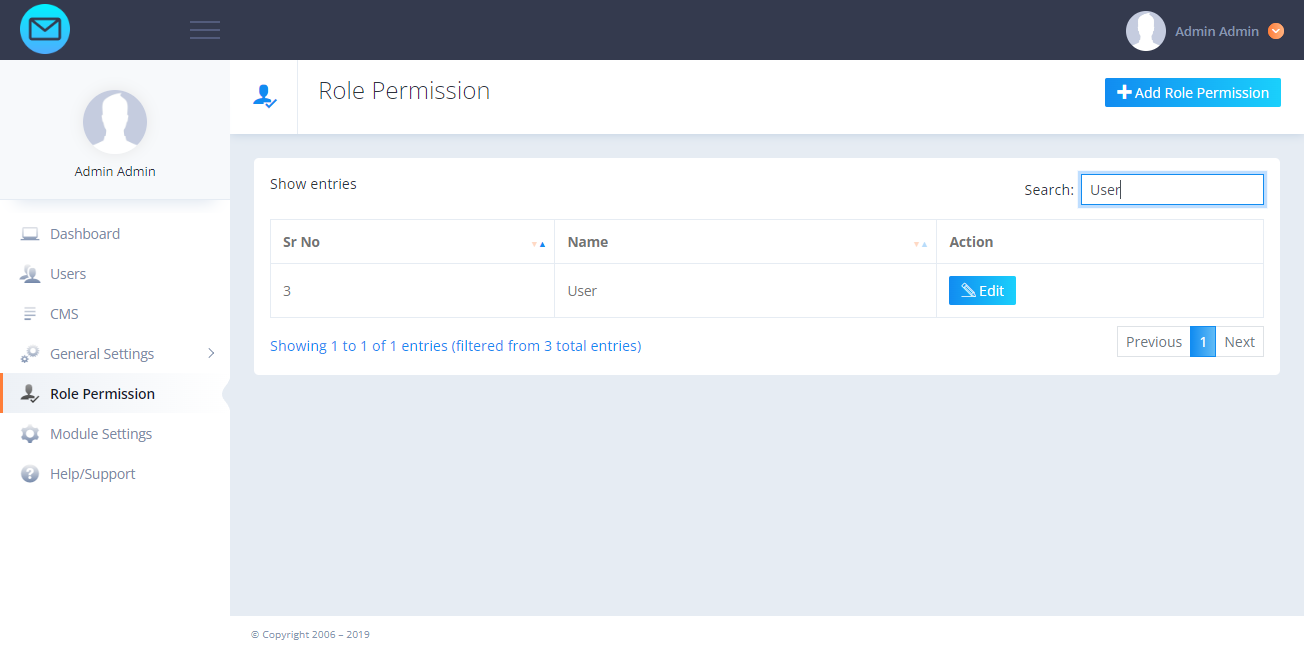 Admin Admin
Admin Admin
Dashboard
Users
CMS
General Settings
Role Permission
Module Settings
Help/Support
Role Permission
Add Role Permission
Show entries
Search: User
Sr No Name Action
3 User Edit
Showing 1 to 1 of 1 entries (filtered from 3 total entries)
Previous 1 Next
© Copyright 2006 – 2019